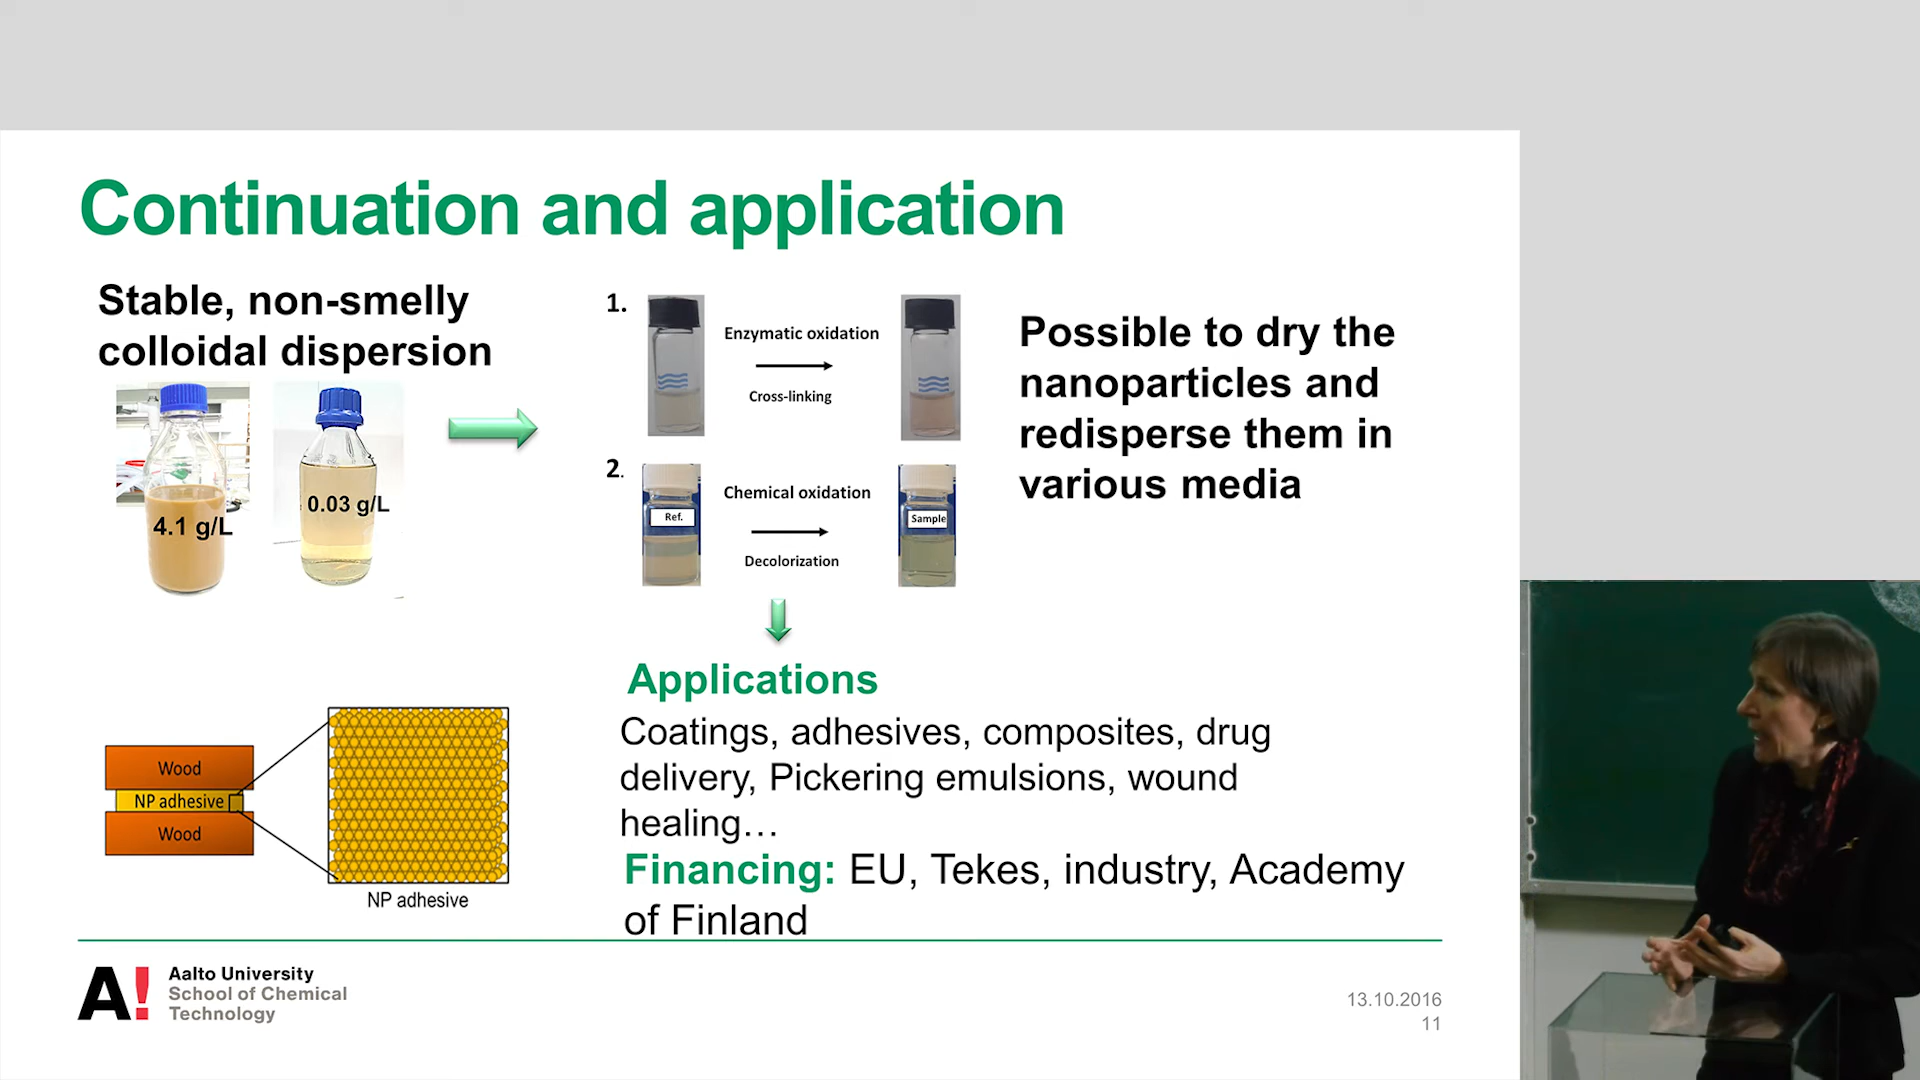 Continuation and application
Stable, non-smelly
colloidal dispersion
4.1 g/L
0.03 g/L
1.
Enzymatic oxidation
Cross-linking
2.
Chemical oxidation
Decolorization
Ref.
Sample
Possible to dry the
nanoparticles and
redisperse them in
various media
Applications
Coatings, adhesives, composites, drug
delivery, Pickering emulsions, wound
healing...
Financing: EU, Tekes, industry, Academy
of Finland
Wood
NP adhesive
Wood
NP adhesive
A!
Aalto University
School of Chemical
Technology
13.10.2016
11